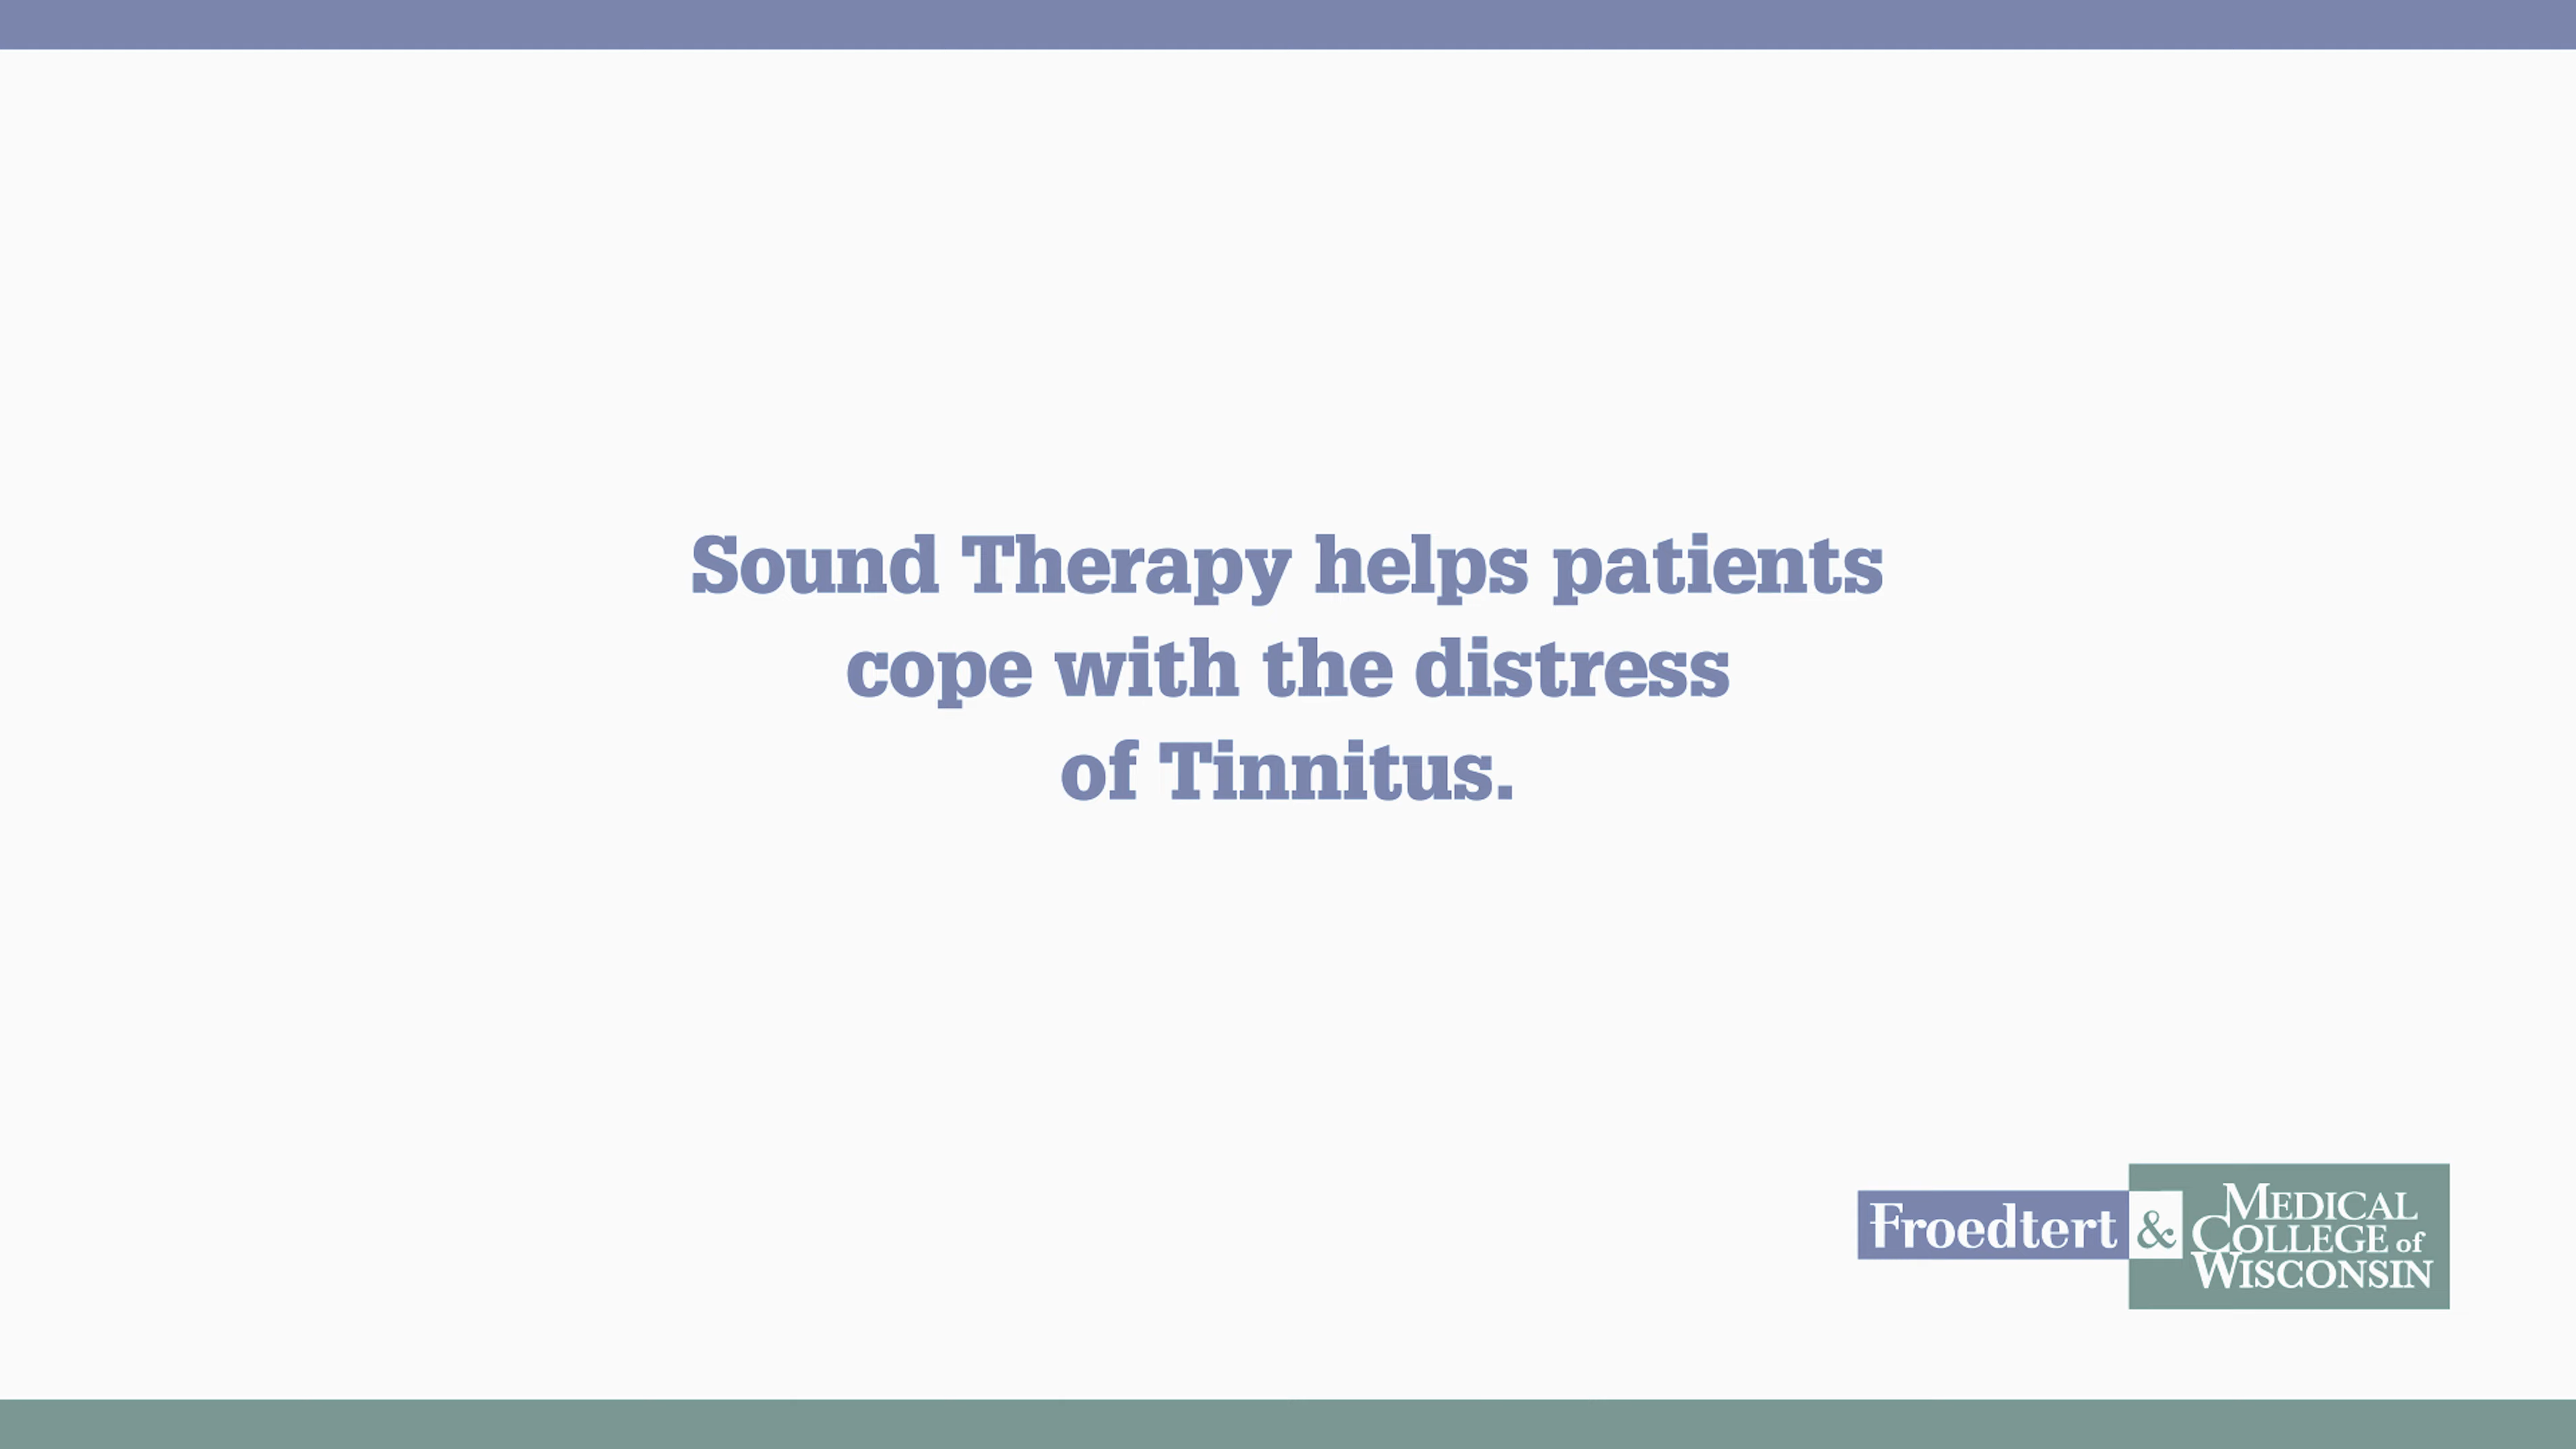 Sound Therapy helps patients
cope with the distress
of Tinnitus.
Froedtert & MEDICAL
COLLEGE of
WISCONSIN